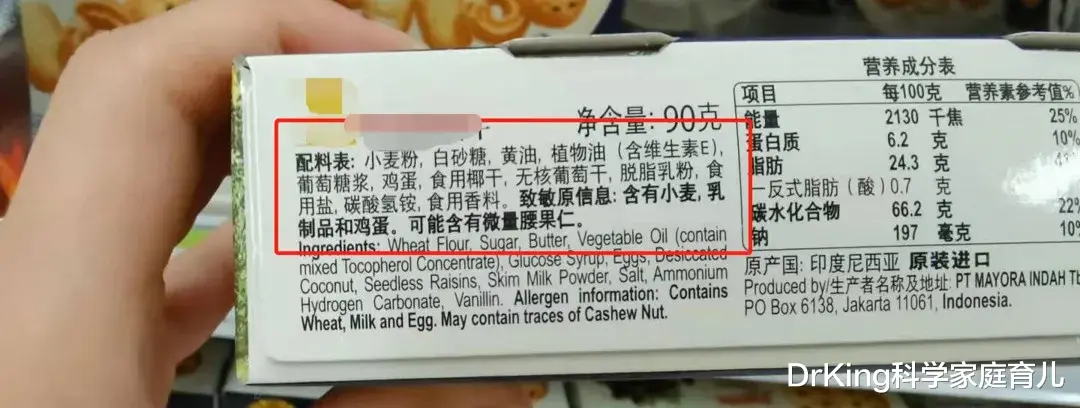 净含量: 90克
配料表: 小麦粉, 白砂糖, 黄油, 植物油 (含维生素E),
葡萄糖浆, 鸡蛋, 食用椰干, 无核葡萄干, 脱脂乳粉, 食
用盐, 碳酸氢铵, 食用香料。致敏原信息: 含有小麦, 乳
制品和鸡蛋。可能含有微量腰果仁。
Ingredients: Wheat Flour, Sugar, Butter, Vegetable Oil (contain
mixed Tocopherol Concentrate), Glucose Syrup, Eggs, Desiccated
Coconut, Seedless Raisins, Skim Milk Powder, Salt, Ammonium
Hydrogen Carbonate, Vanillin. Allergen information: Contains
Wheat, Milk and Egg. May contain traces of Cashew Nut.
营养成分表
项目 每100克 营养素参考值%
能量 2130 千焦 25%
蛋白质 6.2 克 10%
脂肪 24.3 克
一反式脂肪（酸）0.7 克
碳水化合物 66.2 克 22%
钠 197 毫克 10%
原产国: 印度尼西亚 原装进口
Produced by/生产者名称及地址: PT MAYORA INDAH
PO Box 6138, Jakarta 11061, Indonesia.
DrKing科学家庭育儿